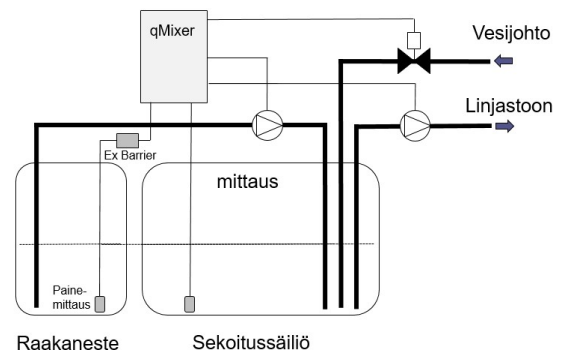 qMixer
Vesijohto
Linjastoon
Ex Barrier
mittaus
Paine-
mittaus
Raakaneste
Sekoitussäiliö